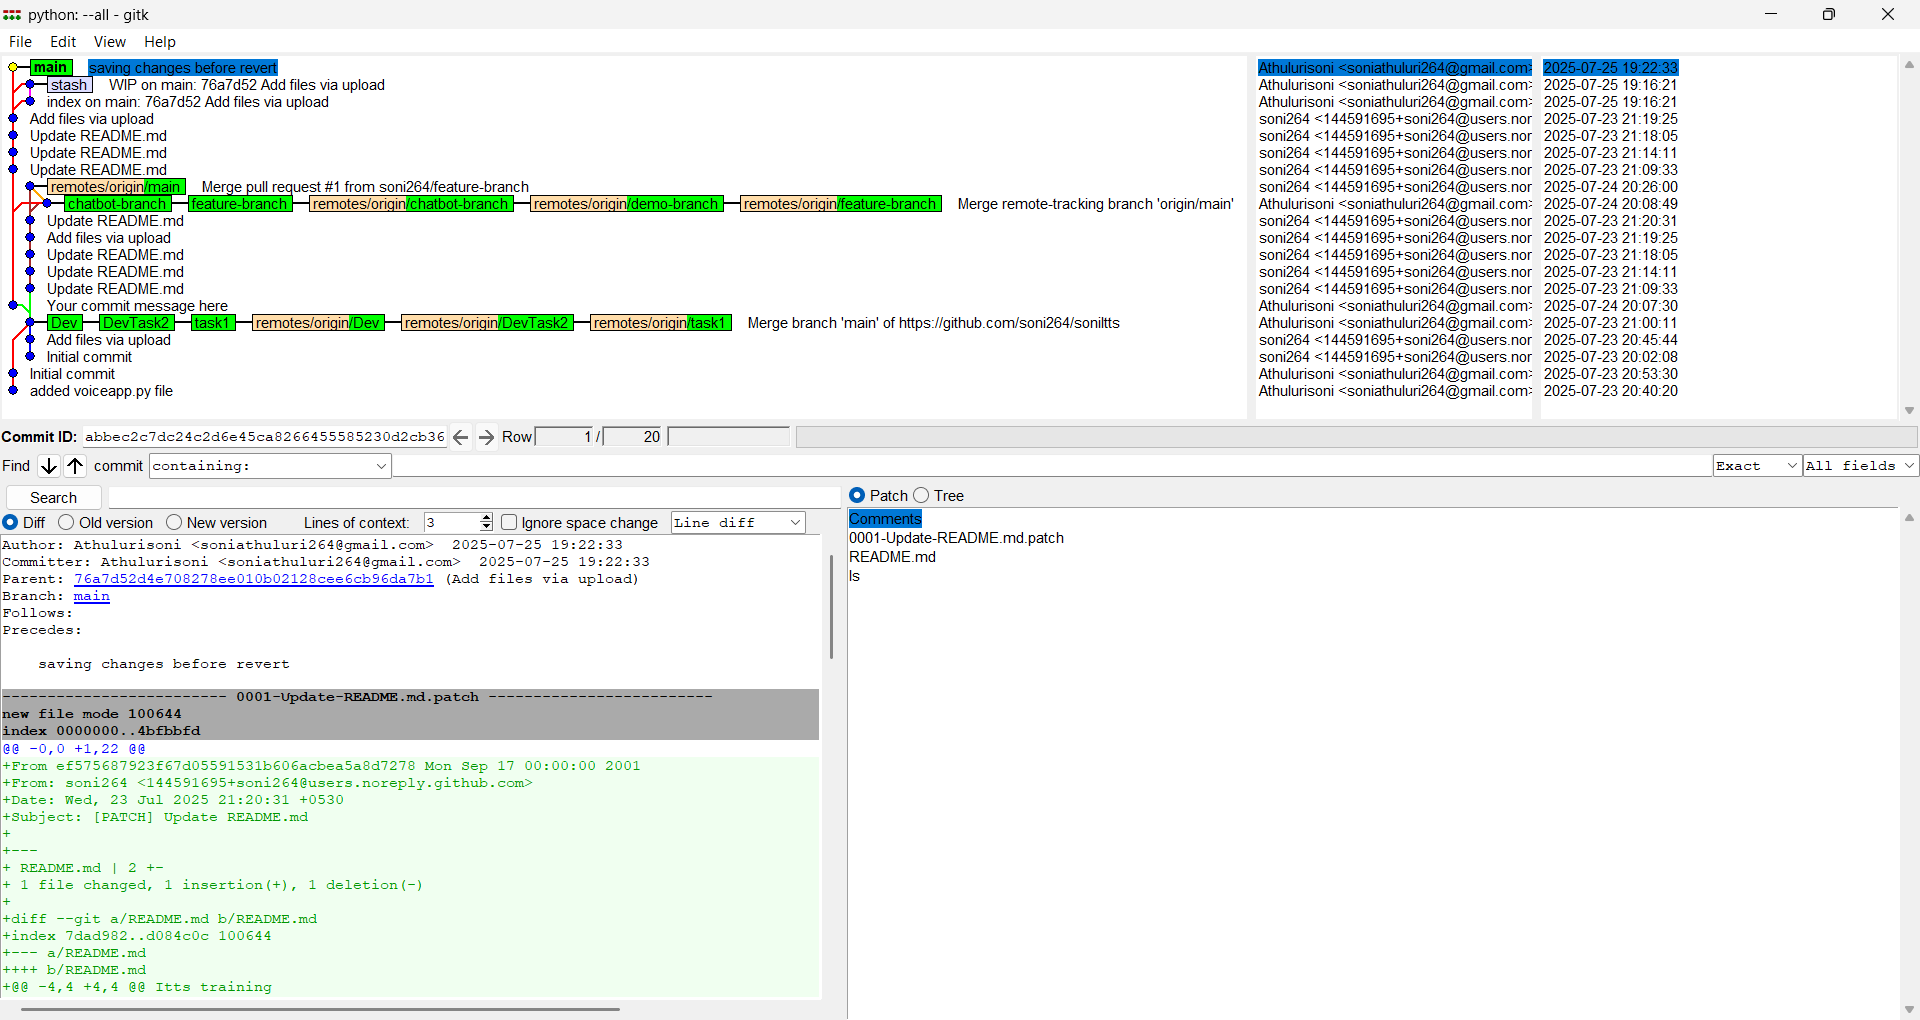 python: --all - gitk
File Edit View Help
main saving changes before revert Athulurisoni <soniathuluri264@gmail.com> 2025-07-25 19:22:33
stash WIP on main: 76a7d52 Add files via upload Athulurisoni <soniathuluri264@gmail.com> 2025-07-25 19:16:21
index on main: 76a7d52 Add files via upload Athulurisoni <soniathuluri264@gmail.com> 2025-07-25 19:16:21
Add files via upload soni264 <144591695+soni264@users.nor 2025-07-23 21:19:25
Update README.md soni264 <144591695+soni264@users.nor 2025-07-23 21:18:05
Update README.md soni264 <144591695+soni264@users.nor 2025-07-23 21:14:11
Update README.md soni264 <144591695+soni264@users.nor 2025-07-23 21:09:33
remotes/origin/main Merge pull request #1 from soni264/feature-branch soni264 <144591695+soni264@users.nor 2025-07-24 20:26:00
chatbot-branch feature-branch remotes/origin/chatbot-branch remotes/origin/demo-branch remotes/origin/feature-branch Merge remote-tracking branch 'origin/main' Athulurisoni <soniathuluri264@gmail.com> 2025-07-24 20:08:49
Update README.md soni264 <144591695+soni264@users.nor 2025-07-23 21:20:31
Add files via upload soni264 <144591695+soni264@users.nor 2025-07-23 21:19:25
Update README.md soni264 <144591695+soni264@users.nor 2025-07-23 21:18:05
Update README.md soni264 <144591695+soni264@users.nor 2025-07-23 21:14:11
Update README.md soni264 <144591695+soni264@users.nor 2025-07-23 21:09:33
Your commit message here Athulurisoni <soniathuluri264@gmail.com> 2025-07-24 20:07:30
Dev DevTask2 task1 remotes/origin/Dev remotes/origin/DevTask2 remotes/origin/task1 Merge branch 'main' of https://github.com/soni264/soniltts Athulurisoni <soniathuluri264@gmail.com> 2025-07-23 21:00:11
Add files via upload soni264 <144591695+soni264@users.nor 2025-07-23 20:45:44
Initial commit soni264 <144591695+soni264@users.nor 2025-07-23 20:02:08
Initial commit Athulurisoni <soniathuluri264@gmail.com> 2025-07-23 20:53:30
added voiceapp.py file Athulurisoni <soniathuluri264@gmail.com> 2025-07-23 20:40:20
Commit ID: abbec2c7dc24c2d6e45ca8266455585230d2cb36 Row 1 / 20
Find commit containing: Exact All fields
Search
Diff Old version New version Lines of context: 3 Ignore space change Line diff
Author: Athulurisoni <soniathuluri264@gmail.com> 2025-07-25 19:22:33
Committer: Athulurisoni <soniathuluri264@gmail.com> 2025-07-25 19:22:33
Parent: 76a7d52d4e708278ee010b02128cee6cb96da7b1 (Add files via upload)
Branch: main
Follows:
Precedes:
saving changes before revert
------------------------- 0001-Update-README.md.patch -------------------------
new file mode 100644
index 0000000..4bfbbfd
@@ -0,0 +1,22 @@
+From ef575687923f67d05591531b606acbea5a8d7278 Mon Sep 17 00:00:00 2001
+From: soni264 <144591695+soni264@users.noreply.github.com>
+Date: Wed, 23 Jul 2025 21:20:31 +0530
+Subject: [PATCH] Update README.md
+
+---
+ README.md | 2 +-
+ 1 file changed, 1 insertion(+), 1 deletion(-)
+
+diff --git a/README.md b/README.md
+index 7dad982..d084c0c 100644
+--- a/README.md
++++ b/README.md
+@@ -4,4 +4,4 @@ Itts training
Patch Tree
Comments
0001-Update-README.md.patch
README.md
ls